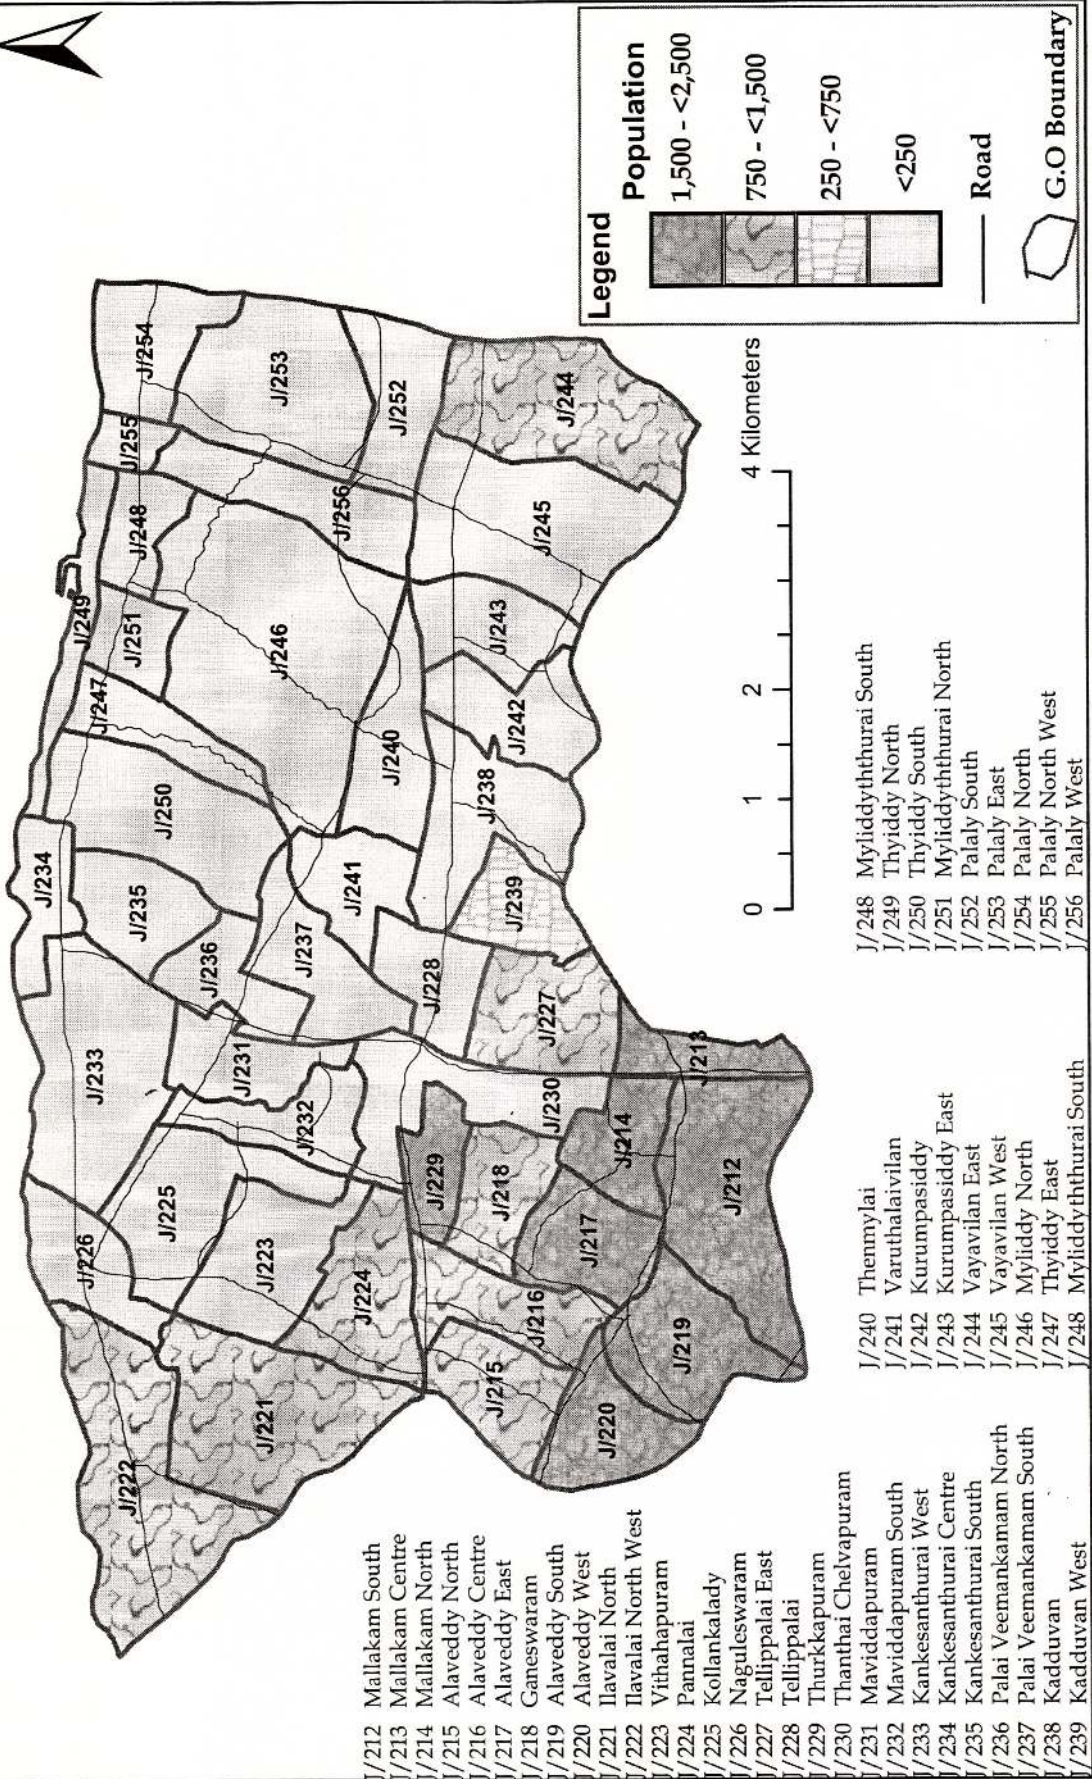 J/254
J/255
J/253
J/248
J/249
J/251
J/252
J/256
J/247
J/246
J/244
J/245
J/250
J/243
J/234
J/240
J/242
J/235
J/241
J/238
J/236
J/237
J/239
J/233
J/228
J/231
J/227
J/232
J/230
J/213
J/225
J/229
J/214
J/226
J/218
J/212
J/223
J/217
J/224
J/216
J/219
J/221
J/215
J/220
J/222
0 1 2 4 Kilometers
Legend
Population
1,500 - <2,500
750 - <1,500
250 - <750
<250
Road
G.O Boundary
J/212 Mallakam South
J/213 Mallakam Centre
J/214 Mallakam North
J/215 Alaveddy North
J/216 Alaveddy Centre
J/217 Alaveddy East
J/218 Ganeswaram
J/219 Alaveddy South
J/220 Alaveddy West
J/221 Ilavalai North
J/222 Ilavalai North West
J/223 Vithahapuram
J/224 Pannalai
J/225 Kollankalady
J/226 Naguleswaram
J/227 Tellippalai East
J/228 Tellippalai
J/229 Thurkkapuram
J/230 Thanthai Chelvapuram
J/231 Maviddapuram
J/232 Maviddapuram South
J/233 Kankesanthurai West
J/234 Kankesanthurai Centre
J/235 Kankesanthurai South
J/236 Palai Veemankamam North
J/237 Palai Veemankamam South
J/238 Kadduvan
J/239 Kadduvan West
J/240 Thenmylai
J/241 Varuthalaivilan
J/242 Kurumpasiddy
J/243 Kurumpasiddy East
J/244 Vayavilan East
J/245 Vayavilan West
J/246 Myliddy North
J/247 Thyiddy East
J/248 Myliddyththurai South
J/248 Myliddyththurai South
J/249 Thyiddy North
J/250 Thyiddy South
J/251 Myliddyththurai North
J/252 Palaly South
J/253 Palaly East
J/254 Palaly North
J/255 Palaly North West
J/256 Palaly West